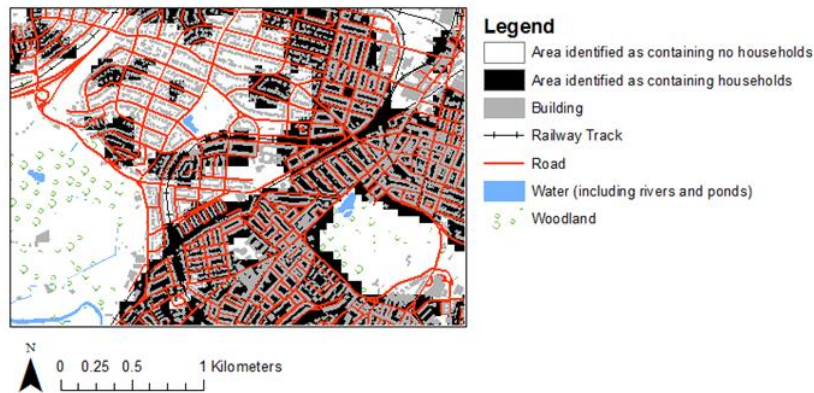 Legend
Area identified as containing no households
Area identified as containing households
Building
Railway Track
Road
Water (including rivers and ponds)
Woodland
N
0 0.25 0.5 1 Kilometers